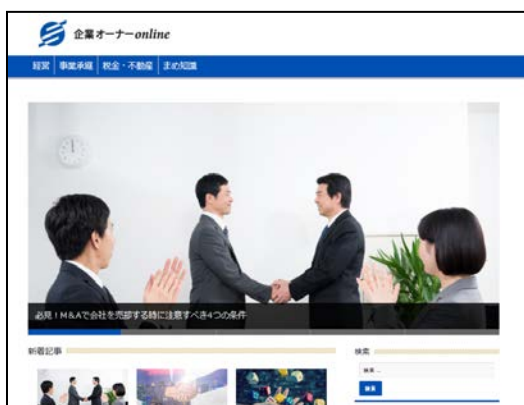 企業オーナーonline
経営 事業承継 税金・不動産 まめ知識
必見！M&Aで会社を売却する時に注意すべき4つの条件
新着記事
検索
検索 …
検索